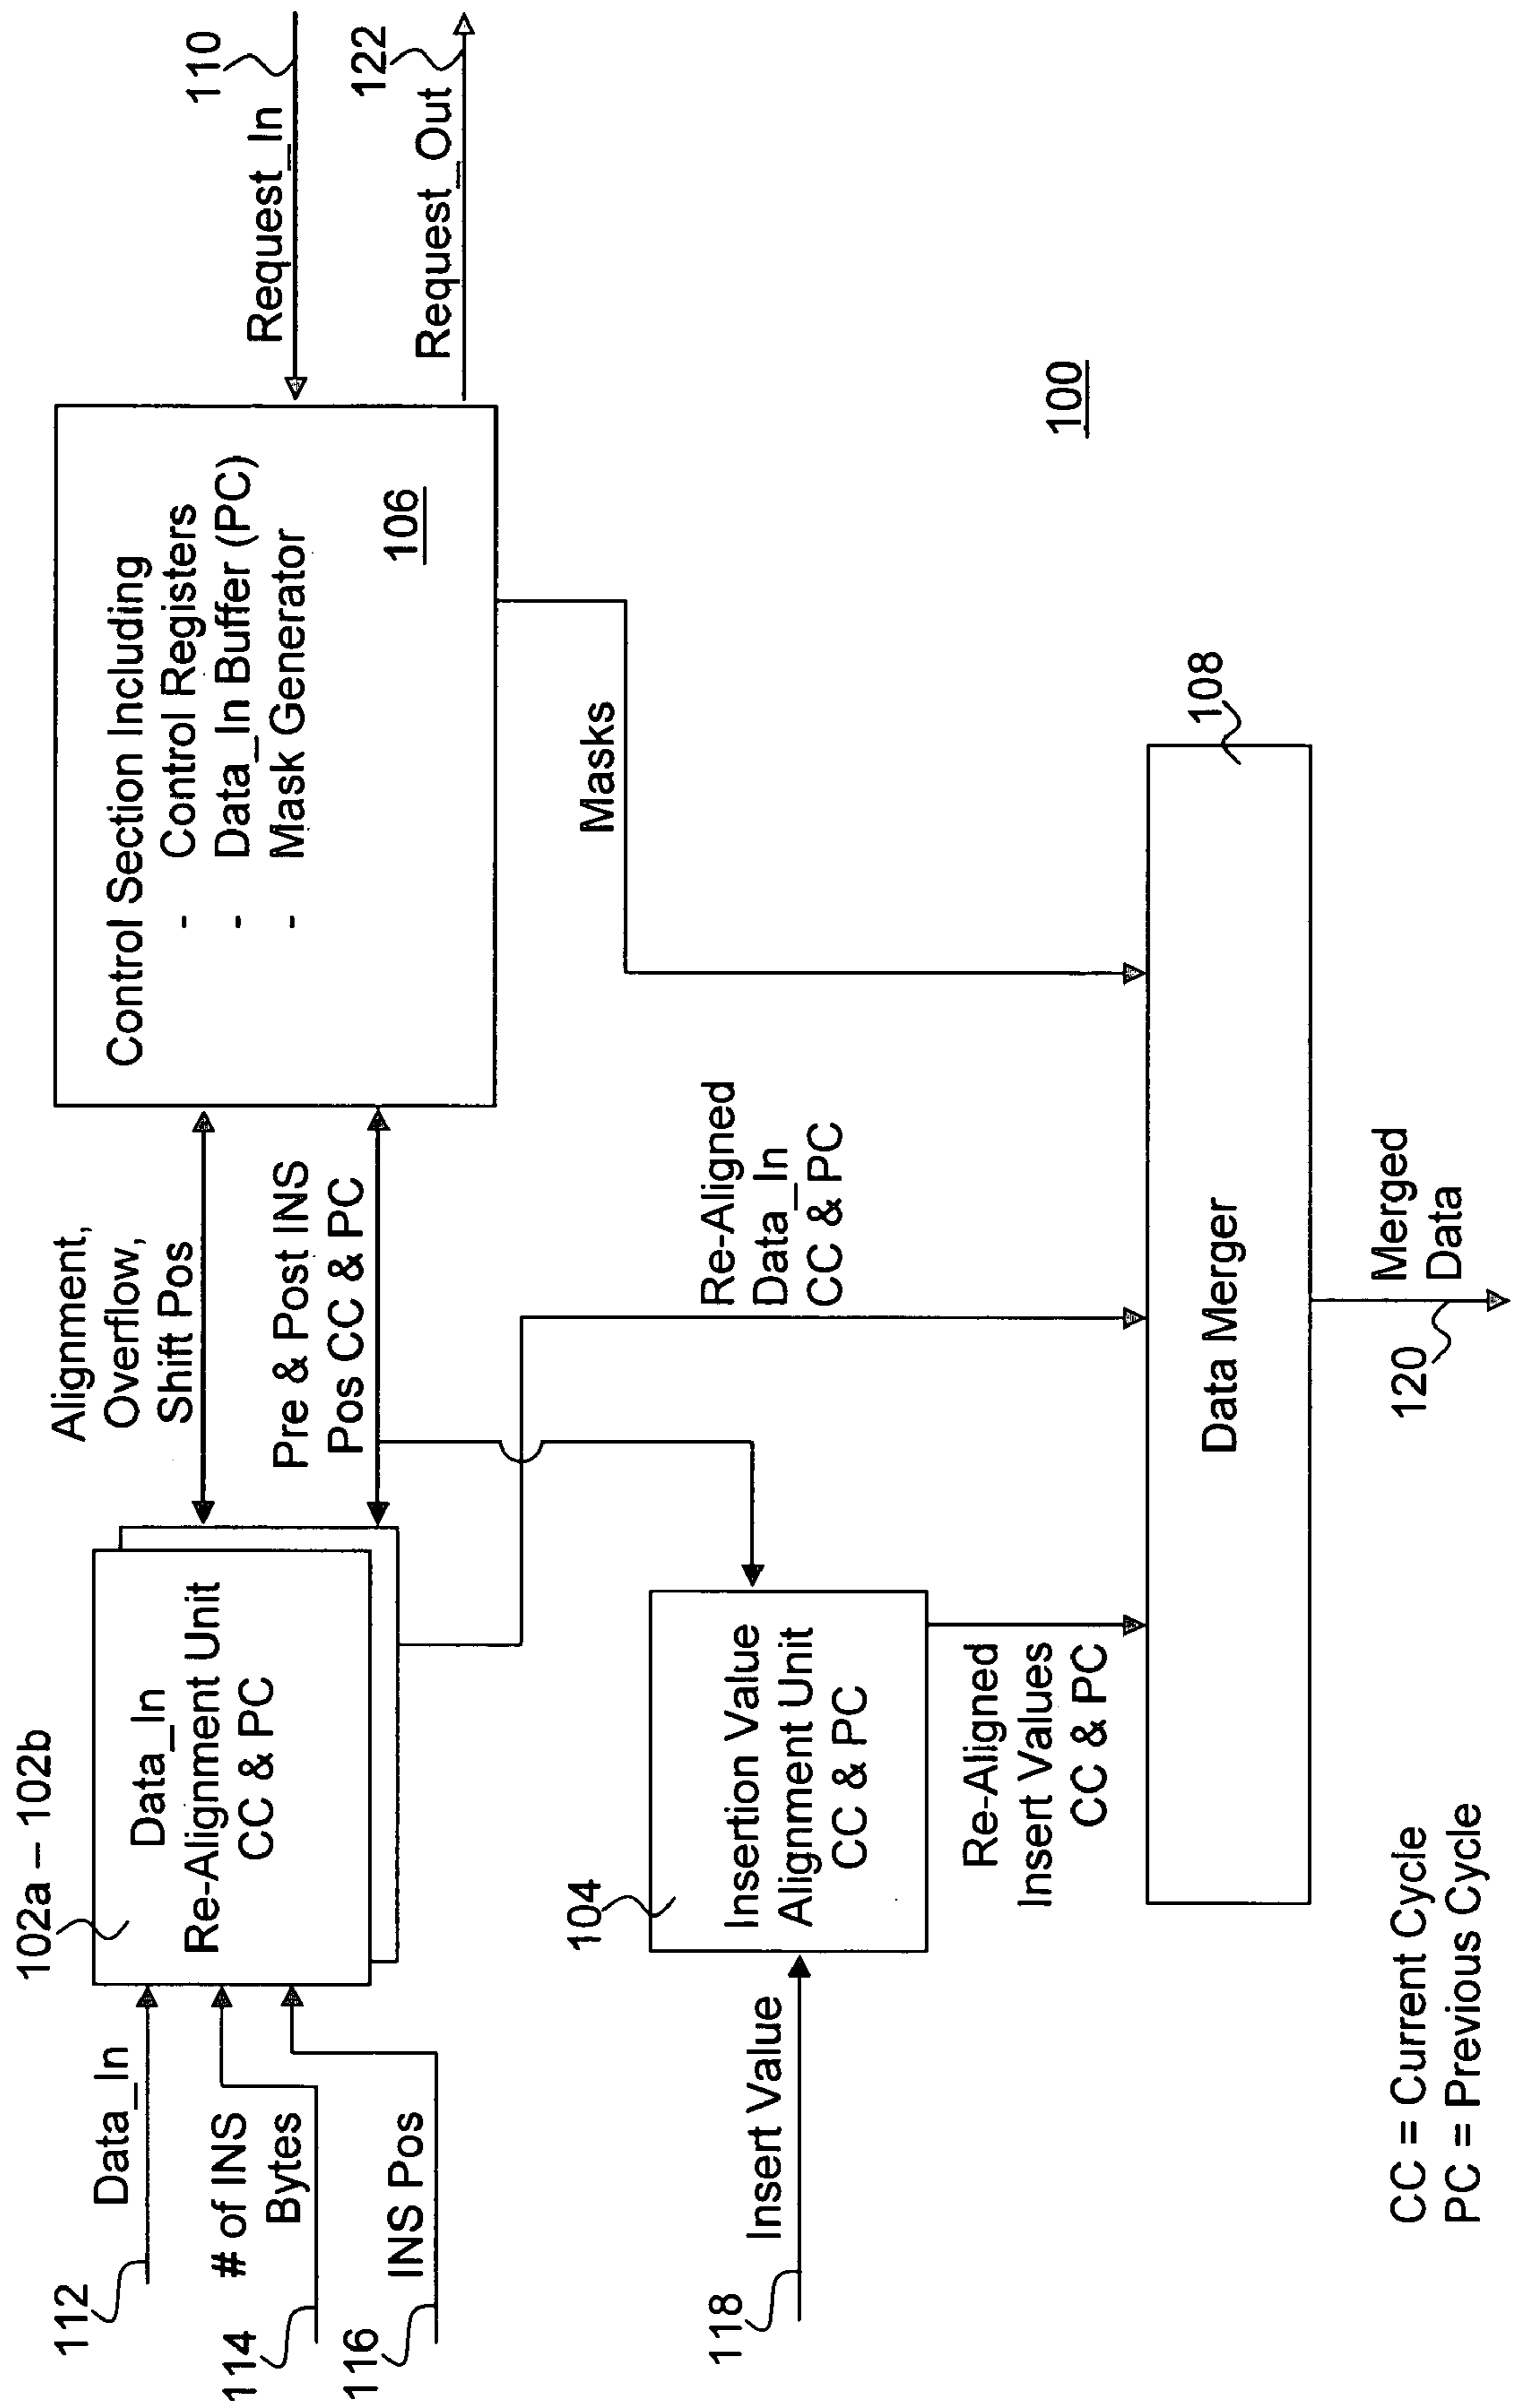 102a – 102b
112
Data_In
114
# of INS
Bytes
116
INS Pos
Data_In
Re-Alignment Unit
CC & PC
Alignment,
Overflow,
Shift Pos
Pre & Post INS
Pos CC & PC
Control Section Including
- Control Registers
- Data_In Buffer (PC)
- Mask Generator
106
Request_In
110
Request_Out
122
118
Insert Value
104
Insertion Value
Alignment Unit
CC & PC
Re-Aligned
Data_In
CC & PC
Masks
Re-Aligned
Insert Values
CC & PC
100
Data Merger
108
120
Merged
Data
CC = Current Cycle
PC = Previous Cycle